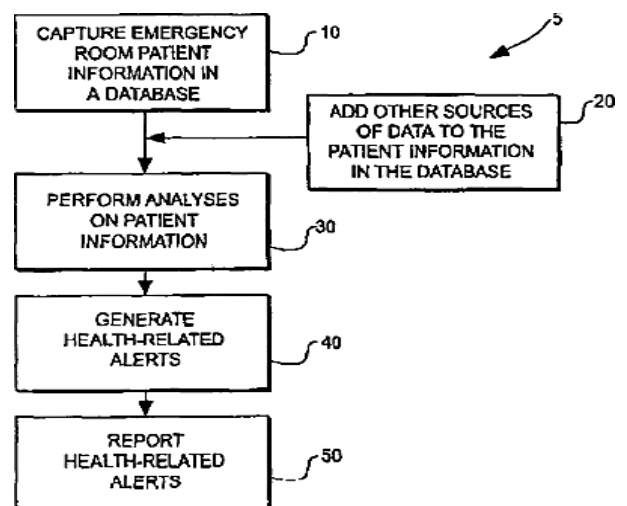 CAPTURE EMERGENCY
ROOM PATIENT
INFORMATION IN
A DATABASE
10
5
ADD OTHER SOURCES
OF DATA TO THE
PATIENT INFORMATION
IN THE DATABASE
20
PERFORM ANALYSES
ON PATIENT
INFORMATION
30
GENERATE
HEALTH-RELATED
ALERTS
40
REPORT
HEALTH-RELATED
ALERTS
50